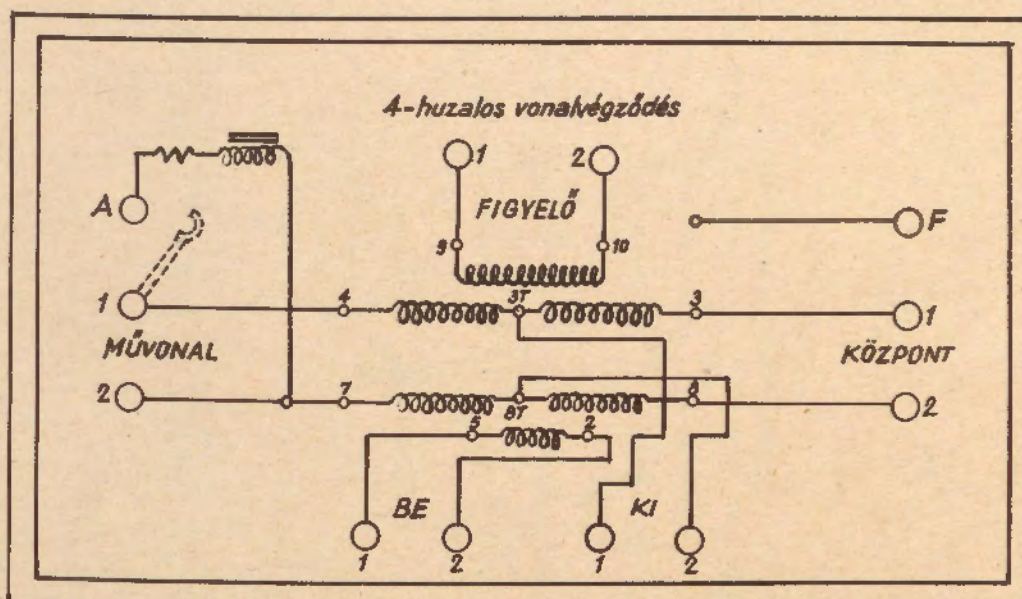 4-huzalos vonalvégződés
1 2
A FIGYELŐ F
9 10
3T
1 4 3 1
MŰVONAL KÖZPONT
2 7 8T 8 2
5 2
BE KI
1 2 1 2